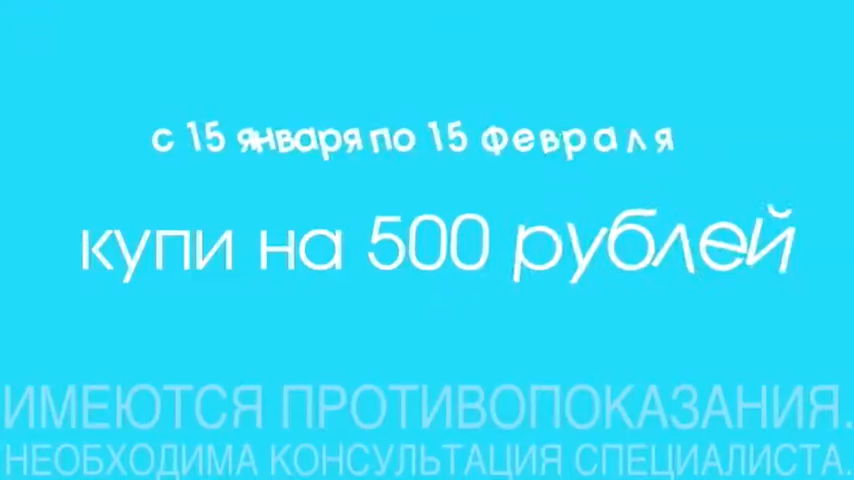 с 15 января по 15 февраля
купи на 500 рублей
ИМЕЮТСЯ ПРОТИВОПОКАЗАНИЯ.
НЕОБХОДИМА КОНСУЛЬТАЦИЯ СПЕЦИАЛИСТА.